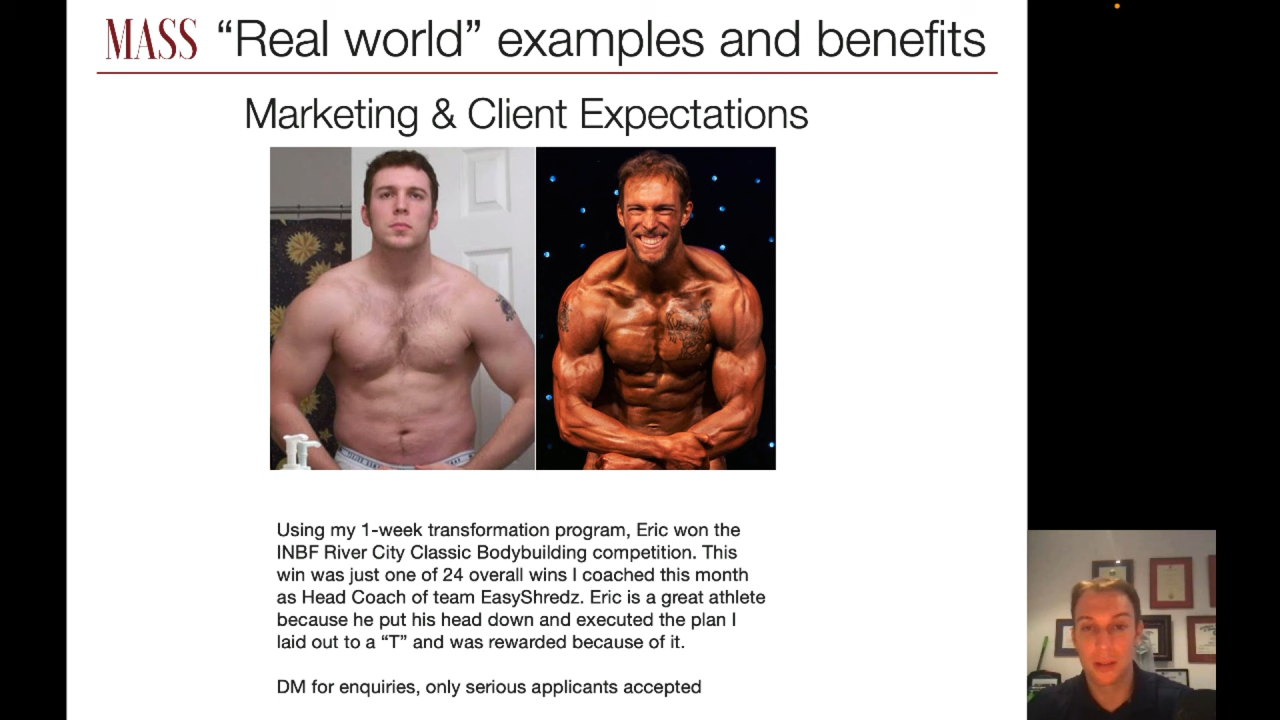 MASS “Real world” examples and benefits
Marketing & Client Expectations
Using my 1-week transformation program, Eric won the
INBF River City Classic Bodybuilding competition. This
win was just one of 24 overall wins I coached this month
as Head Coach of team EasyShredz. Eric is a great athlete
because he put his head down and executed the plan I
laid out to a “T” and was rewarded because of it.
DM for enquiries, only serious applicants accepted